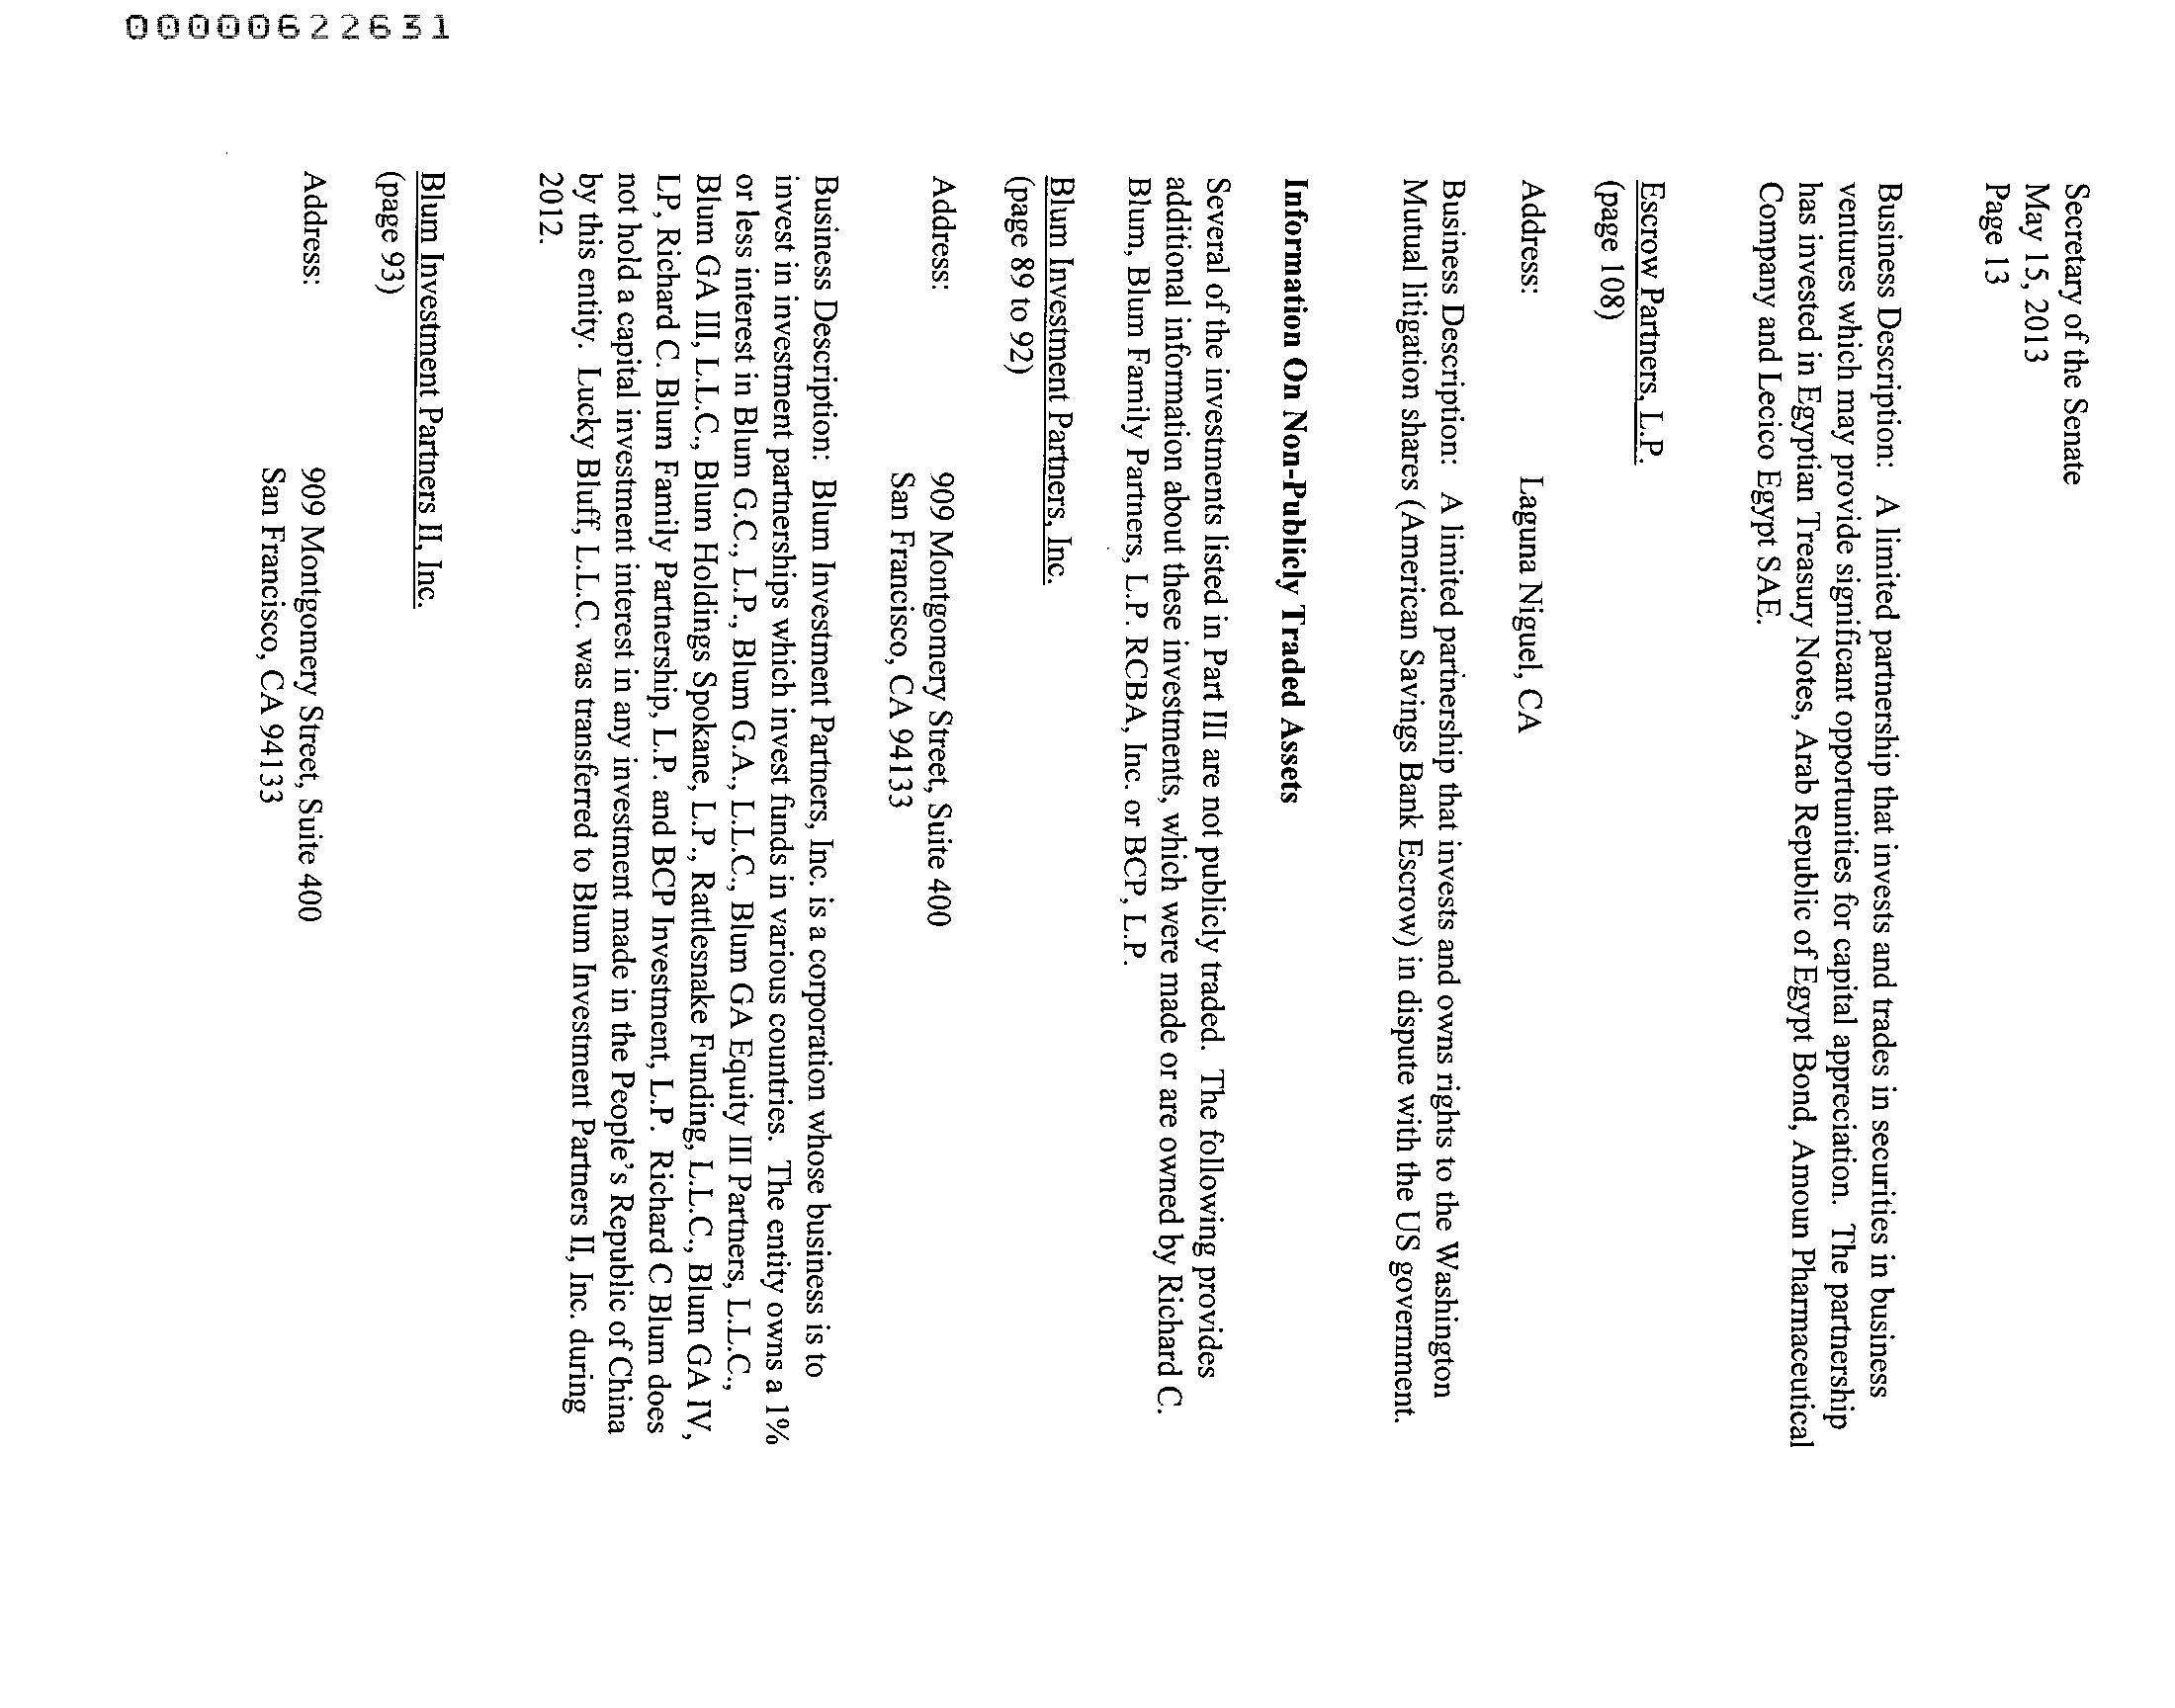 Secretary of the Senate
May 15, 2013
Page 13
Business Description: A limited partnership that invests and trades in securities in business
ventures which may provide significant opportunities for capital appreciation. The partnership
has invested in Egyptian Treasury Notes, Arab Republic of Egypt Bond, Amoun Pharmaceutical
Company and Lecico Egypt SAE.
Escrow Partners, L.P.
(page 108)
Address: Laguna Niguel, CA
Business Description: A limited partnership that invests and owns rights to the Washington
Mutual litigation shares (American Savings Bank Escrow) in dispute with the US government.
Information On Non-Publicly Traded Assets
Several of the investments listed in Part III are not publicly traded. The following provides
additional information about these investments, which were made or are owned by Richard C.
Blum, Blum Family Partners, L.P. RCBA, Inc. or BCP, L.P.
Blum Investment Partners, Inc.
(page 89 to 92)
Address: 909 Montgomery Street, Suite 400
San Francisco, CA 94133
Business Description: Blum Investment Partners, Inc. is a corporation whose business is to
invest in investment partnerships which invest funds in various countries. The entity owns a 1%
or less interest in Blum G.C., L.P., Blum G.A., L.L.C., Blum GA Equity III Partners, L.L.C.,
Blum GA III, L.L.C., Blum Holdings Spokane, L.P., Rattlesnake Funding, L.L.C., Blum GA IV,
LP, Richard C. Blum Family Partnership, L.P. and BCP Investment, L.P. Richard C Blum does
not hold a capital investment interest in any investment made in the People's Republic of China
by this entity. Lucky Bluff, L.L.C. was transferred to Blum Investment Partners II, Inc. during
2012.
Blum Investment Partners II, Inc.
(page 93)
Address: 909 Montgomery Street, Suite 400
San Francisco, CA 94133
00000622631